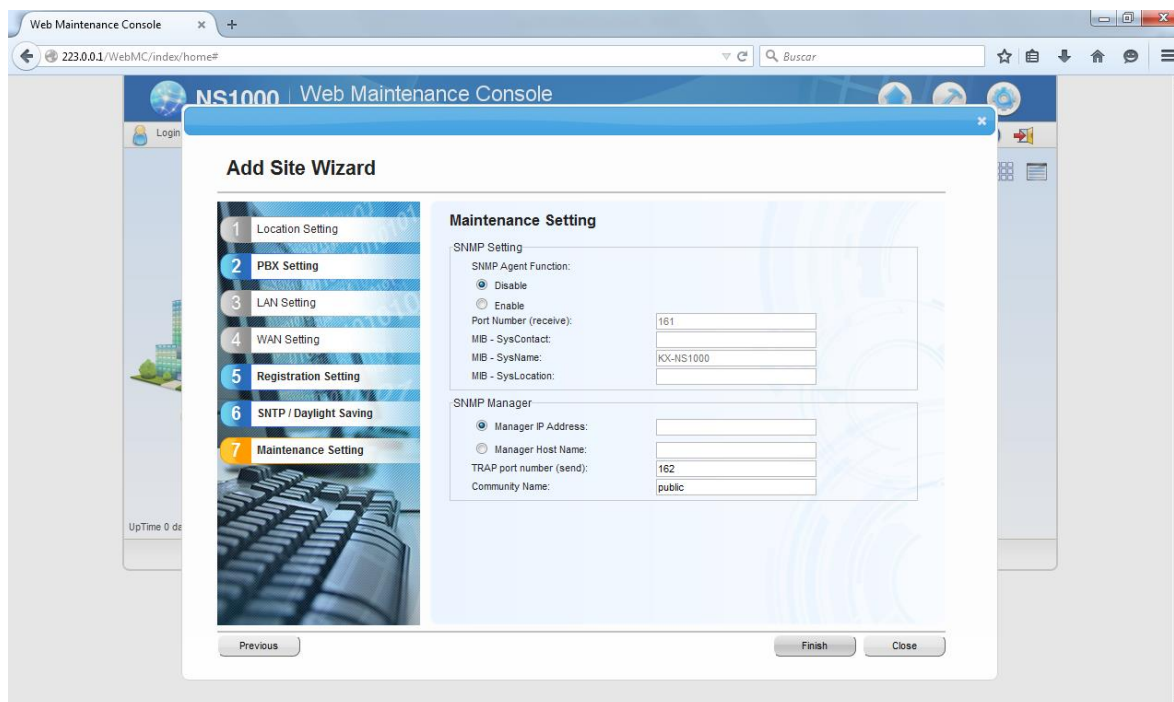 Web Maintenance Console
223.0.0.1/WebMC/index/home#
Buscar
NS1000 Web Maintenance Console
Login
Add Site Wizard
1 Location Setting
2 PBX Setting
3 LAN Setting
4 WAN Setting
5 Registration Setting
6 SNTP / Daylight Saving
7 Maintenance Setting
Maintenance Setting
SNMP Setting
SNMP Agent Function:
Disable
Enable
Port Number (receive): 161
MIB - SysContact:
MIB - SysName: KX-NS1000
MIB - SysLocation:
SNMP Manager
Manager IP Address:
Manager Host Name:
TRAP port number (send): 162
Community Name: public
UpTime 0 da
Previous
Finish
Close